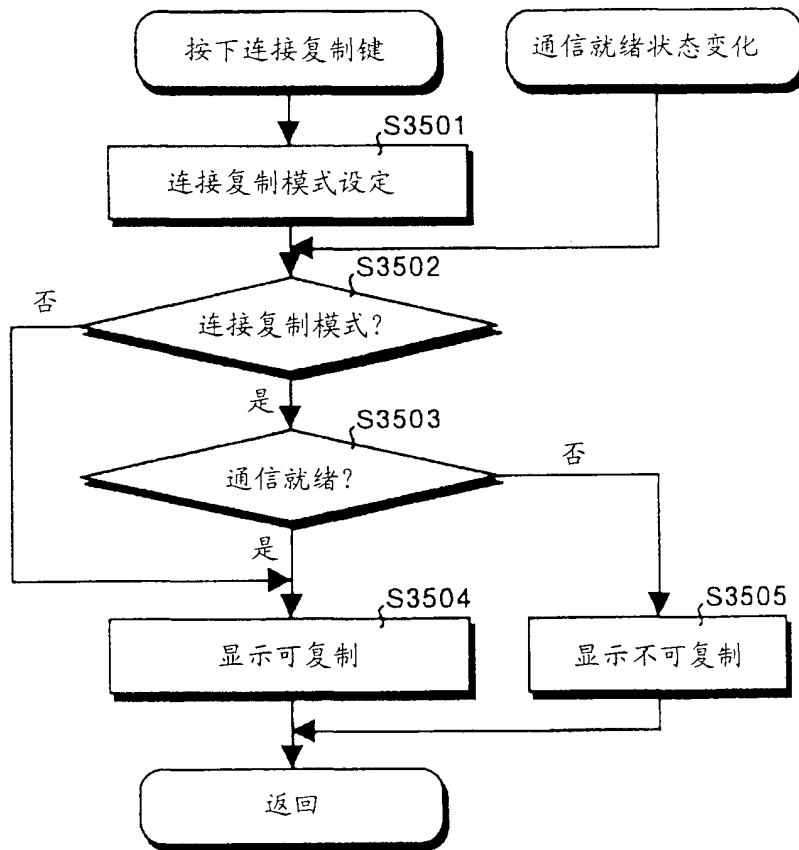 按下连接复制键
通信就绪状态变化
S3501
连接复制模式设定
S3502
否
连接复制模式?
是
S3503
通信就绪?
否
是
S3504
S3505
显示可复制
显示不可复制
返回